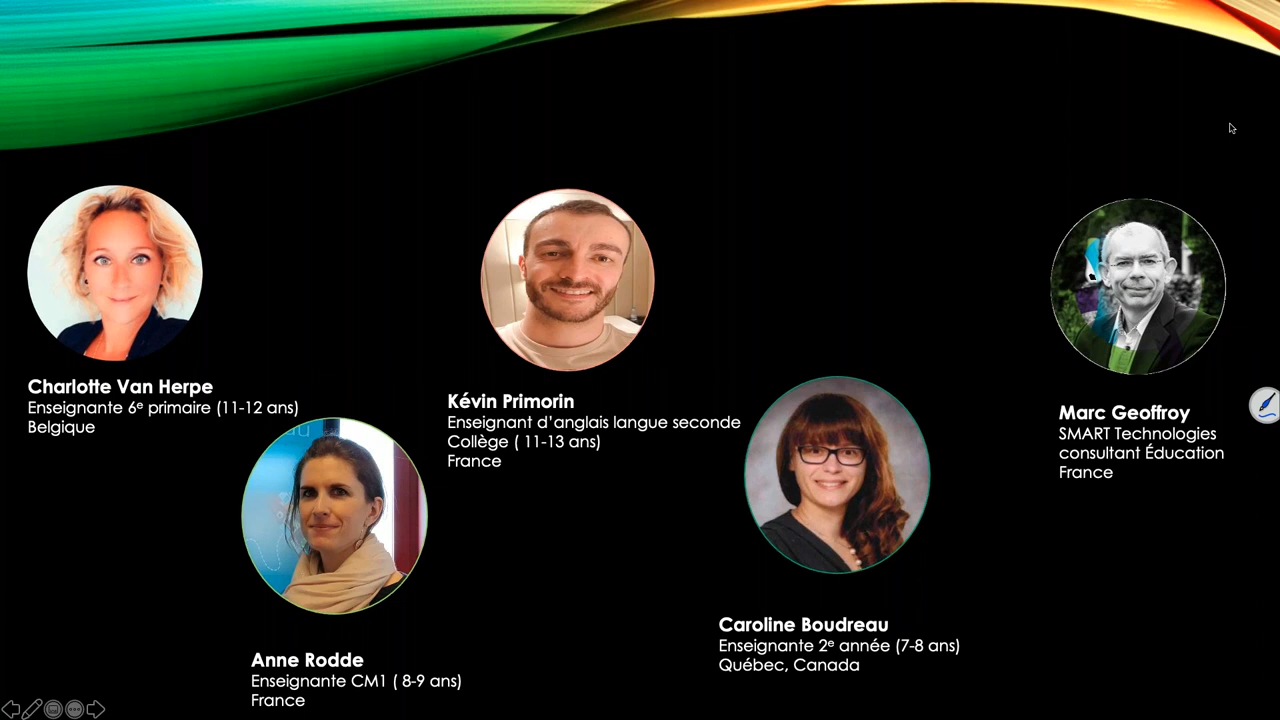 Charlotte Van Herpe
Enseignante 6ᵉ primaire (11-12 ans)
Belgique
Kévin Primorin
Enseignant d’anglais langue seconde
Collège ( 11-13 ans)
France
Marc Geoffroy
SMART Technologies
consultant Éducation
France
Anne Rodde
Enseignante CM1 ( 8-9 ans)
France
Caroline Boudreau
Enseignante 2ᵉ année (7-8 ans)
Québec, Canada